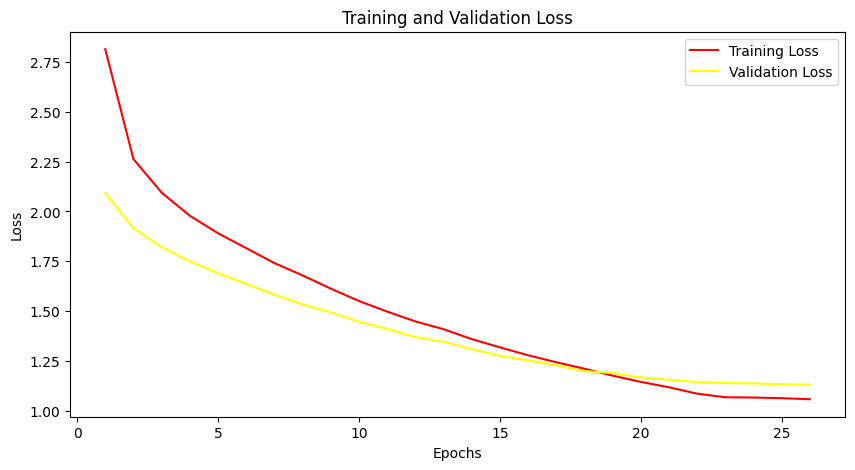 Training and Validation Loss
Training Loss
Validation Loss
Loss
2.75
2.50
2.25
2.00
1.75
1.50
1.25
1.00
0
5
10
15
20
25
Epochs